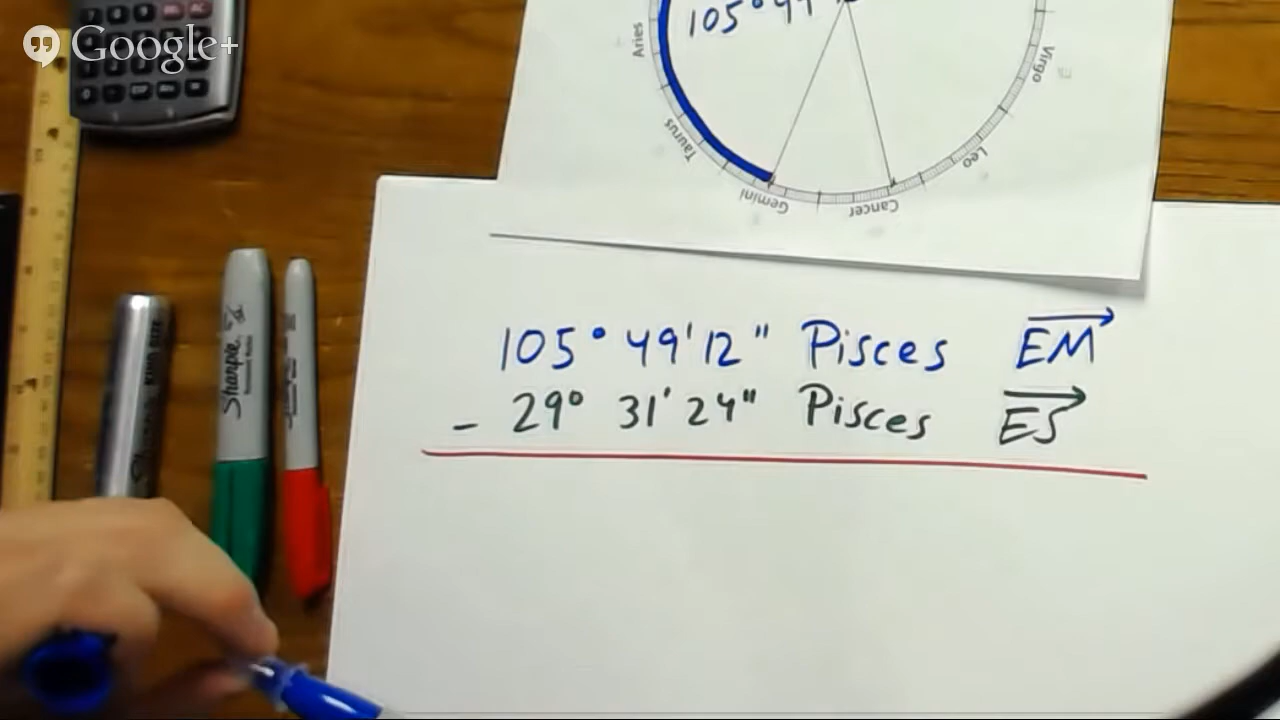 Google+
105° 49'
Aries
Taurus
Gemini
Cancer
Leo
Virgo
Sharpie
105° 49' 12" Pisces EM
- 29° 31' 24" Pisces ES